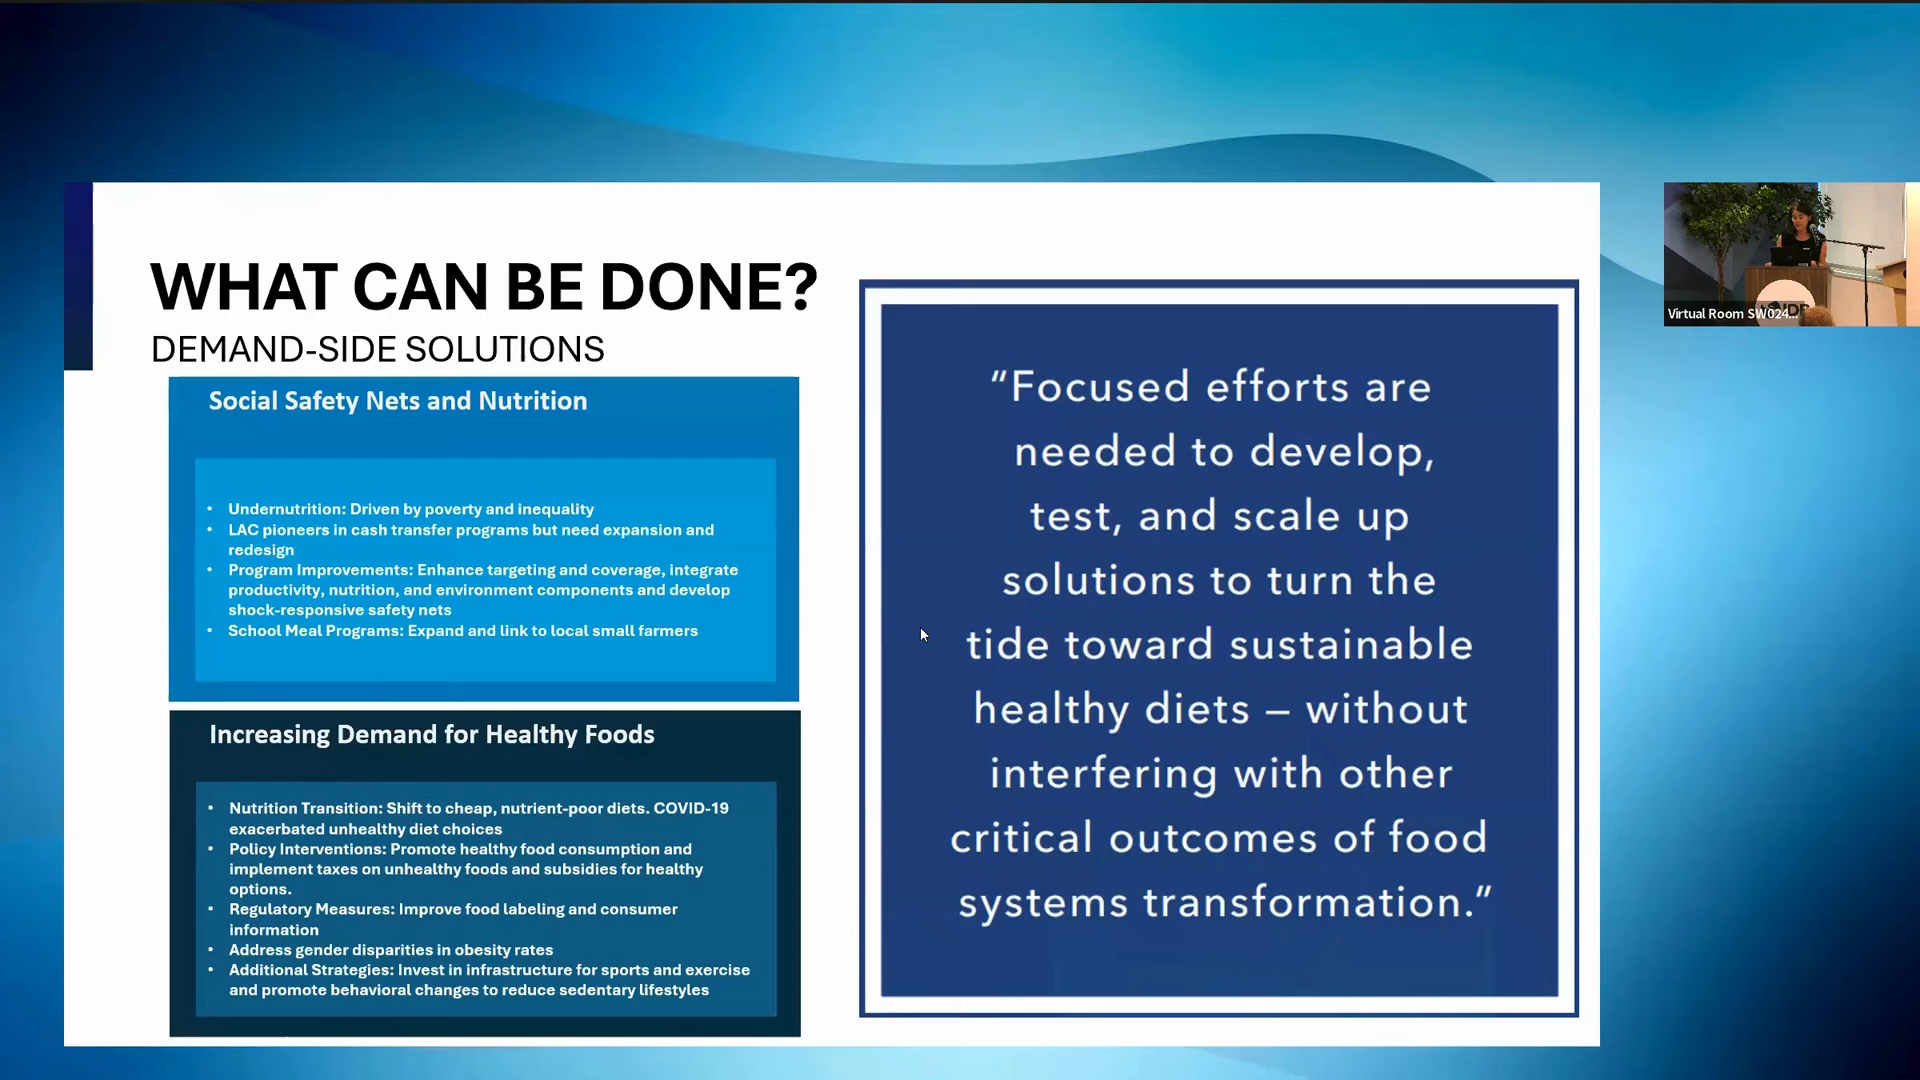 WHAT CAN BE DONE?
DEMAND-SIDE SOLUTIONS
Social Safety Nets and Nutrition
• Undernutrition: Driven by poverty and inequality
• LAC pioneers in cash transfer programs but need expansion and
redesign
• Program Improvements: Enhance targeting and coverage, integrate
productivity, nutrition, and environment components and develop
shock-responsive safety nets
• School Meal Programs: Expand and link to local small farmers
Increasing Demand for Healthy Foods
• Nutrition Transition: Shift to cheap, nutrient-poor diets. COVID-19
exacerbated unhealthy diet choices
• Policy Interventions: Promote healthy food consumption and
implement taxes on unhealthy foods and subsidies for healthy
options.
• Regulatory Measures: Improve food labeling and consumer
information
• Address gender disparities in obesity rates
• Additional Strategies: Invest in infrastructure for sports and exercise
and promote behavioral changes to reduce sedentary lifestyles
“Focused efforts are
needed to develop,
test, and scale up
solutions to turn the
tide toward sustainable
healthy diets – without
interfering with other
critical outcomes of food
systems transformation.”
Virtual Room SW024...